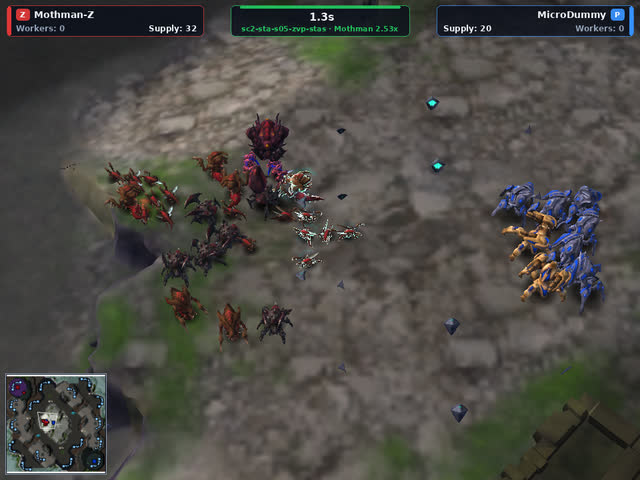 Z Mothman-Z
Workers: 0 Supply: 32
1.3s
sc2-sta-s05-zvp-stas · Mothman 2.53x
MicroDummy P
Supply: 20 Workers: 0